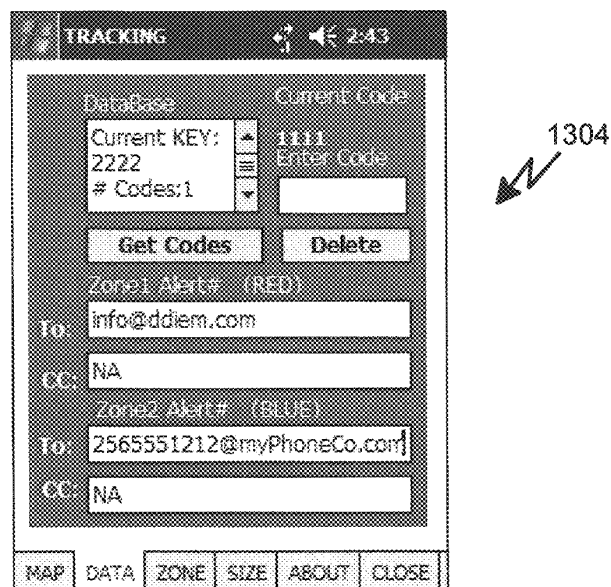 TRACKING 2:43
DataBase Current Code
Current KEY:
2222
# Codes:1
1111
Enter Code
Get Codes Delete
Zone1 Alert# (RED)
To: info@ddiem.com
CC: NA
Zone2 Alert# (BLUE)
To: 2565551212@myPhoneCo.com
CC: NA
MAP DATA ZONE SIZE ABOUT CLOSE
1304